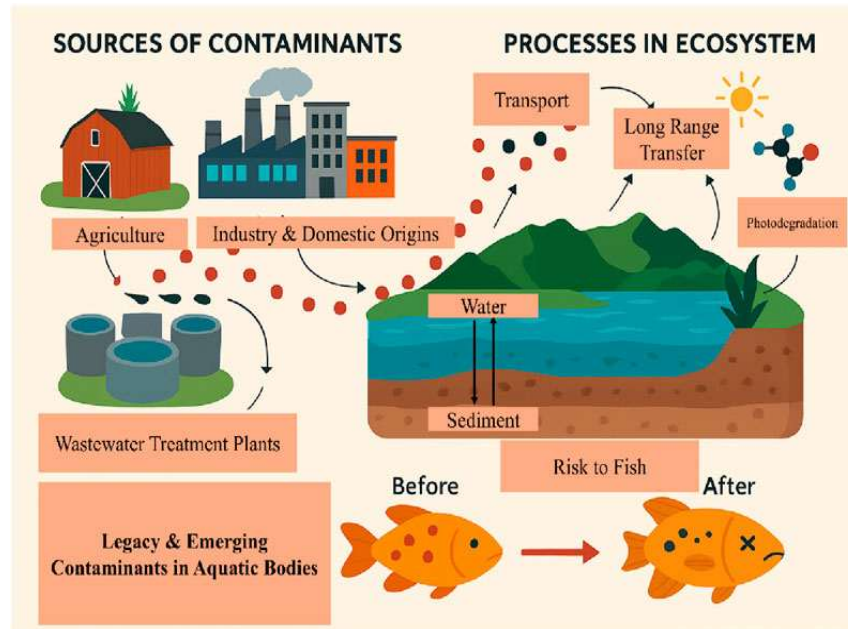 SOURCES OF CONTAMINANTS
PROCESSES IN ECOSYSTEM
Transport
Long Range
Transfer
Agriculture
Industry & Domestic Origins
Photodegradation
Water
Sediment
Wastewater Treatment Plants
Risk to Fish
Legacy & Emerging
Contaminants in Aquatic Bodies
Before
After